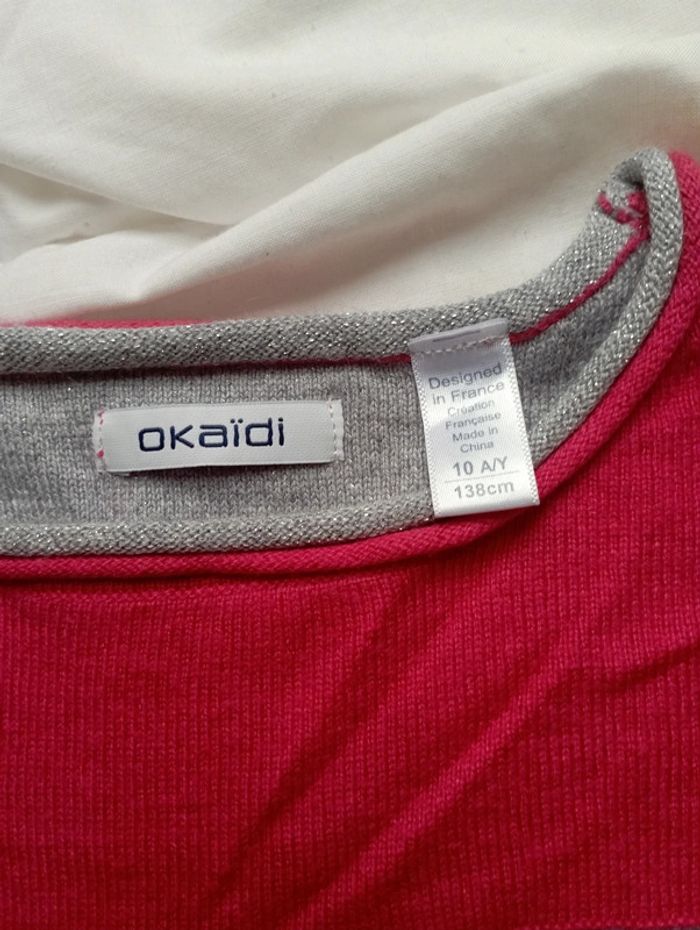 oKaïdi
Designed
in France
Création
Française
Made in
China
10 A/Y
138cm